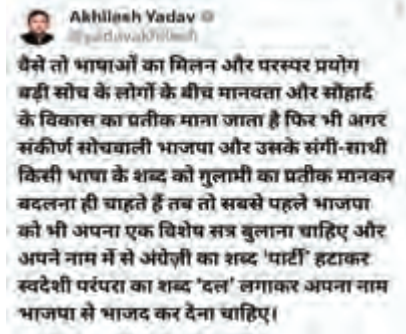 Akhilesh Yadav
@yadavakhilesh
वैसे तो भाषाओं का मिलन और परस्पर प्रयोग
बड़ी सोच के लोगों के बीच मानवता और सौहार्द
के विकास का प्रतीक माना जाता है फिर भी अगर
संकीर्ण सोचवाली भाजपा और उसके संगी-साथी
किसी भाषा के शब्द को गुलामी का प्रतीक मानकर
बदलना ही चाहते हैं तब तो सबसे पहले भाजपा
को भी अपना एक विशेष सत्र बुलाना चाहिए और
अपने नाम में से अंग्रेज़ी का शब्द 'पार्टी' हटाकर
स्वदेशी परंपरा का शब्द 'दल' लगाकर अपना नाम
भाजपा से भाजद कर देना चाहिए।